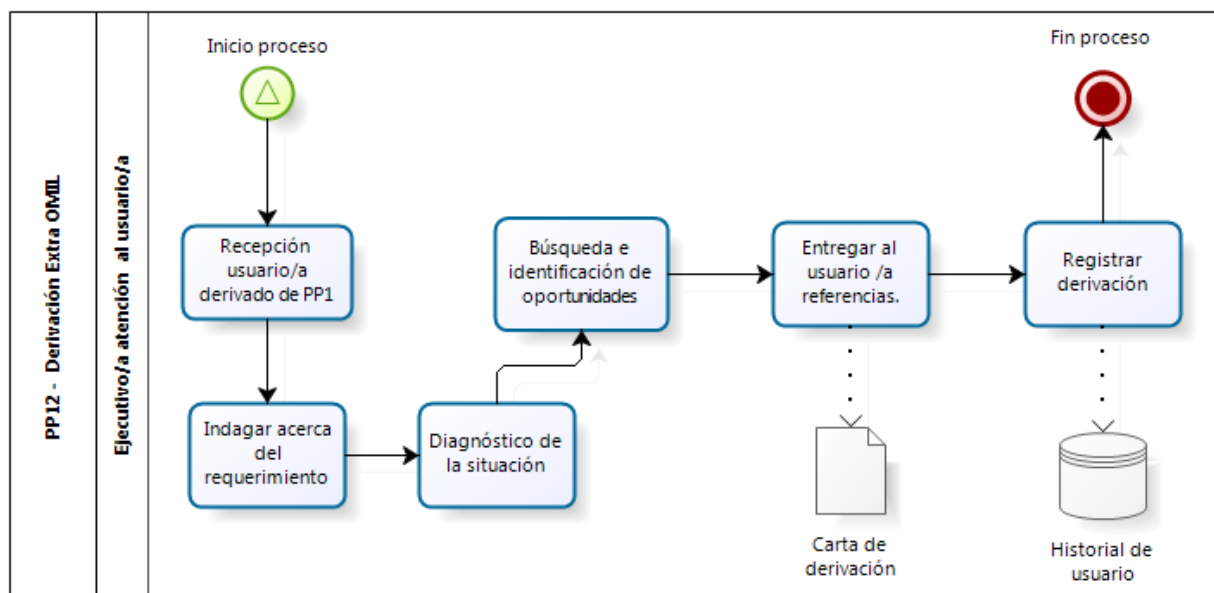 PP12 - Derivación Extra OMIL
Ejecutivo/a atención al usuario/a
Inicio proceso
Recepción
usuario/a
derivado de PP1
Indagar acerca
del
requerimiento
Diagnóstico de
la situación
Búsqueda e
identificación de
oportunidades
Entregar al
usuario /a
referencias.
Carta de
derivación
Registrar
derivación
Historial de
usuario
Fin proceso